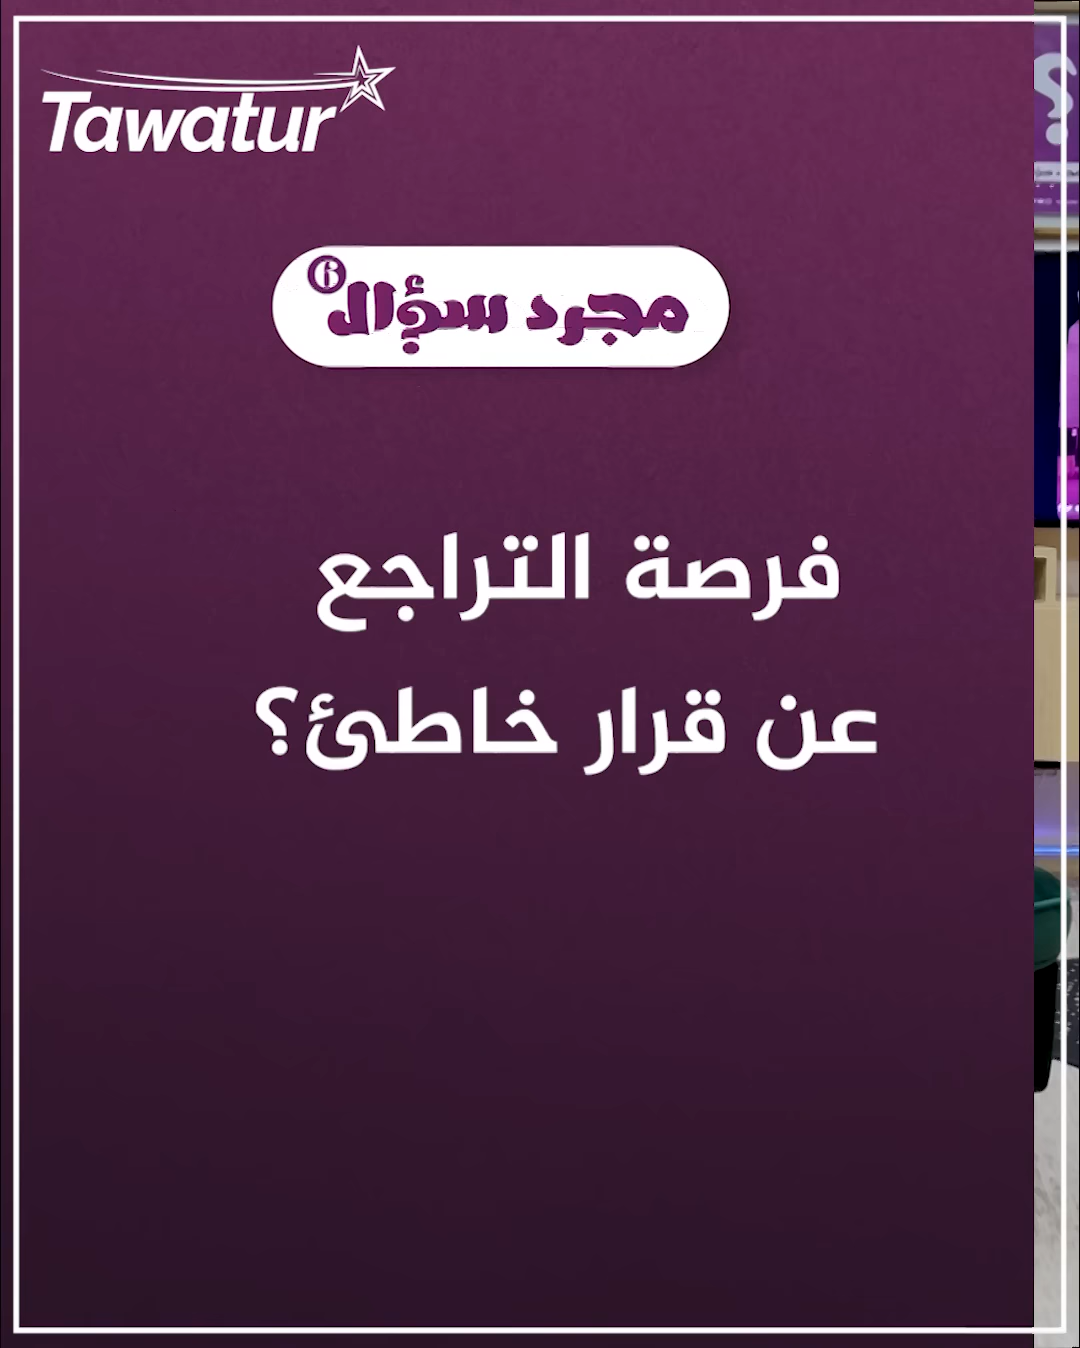 Tawatur
مجرد سؤال 6
فرصة التراجع
عن قرار خاطئ؟
؟